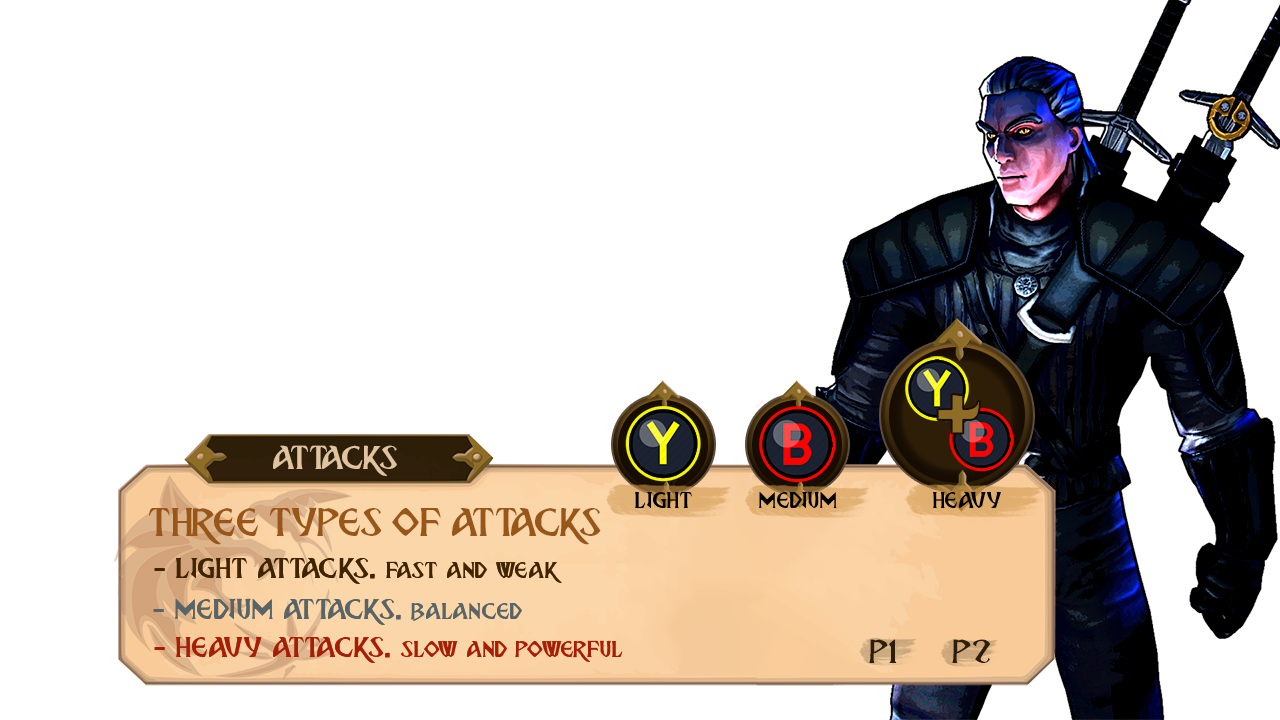 ATTACKS
Y
B
Y + B
LIGHT
MEDIUM
HEAVY
THREE TYPES OF ATTACKS
- LIGHT ATTACKS. FAST AND WEAK
- MEDIUM ATTACKS. BALANCED
- HEAVY ATTACKS. SLOW AND POWERFUL
P1 P2